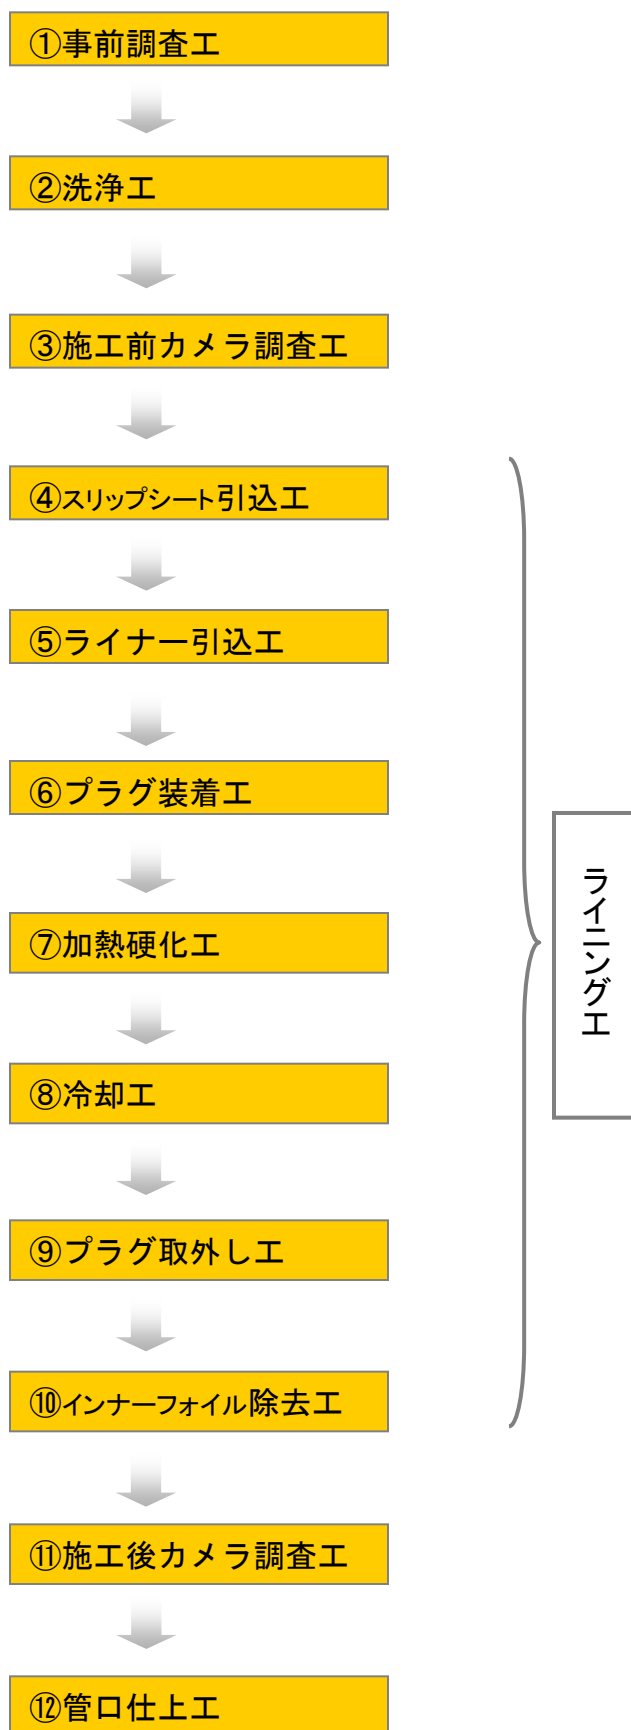 ①事前調査工
②洗浄工
③施工前カメラ調査工
④スリップシート引込工
⑤ライナー引込工
⑥プラグ装着工
⑦加熱硬化工
⑧冷却工
⑨プラグ取外し工
⑩インナーフォイル除去工
ライニング工
⑪施工後カメラ調査工
⑫管口仕上工